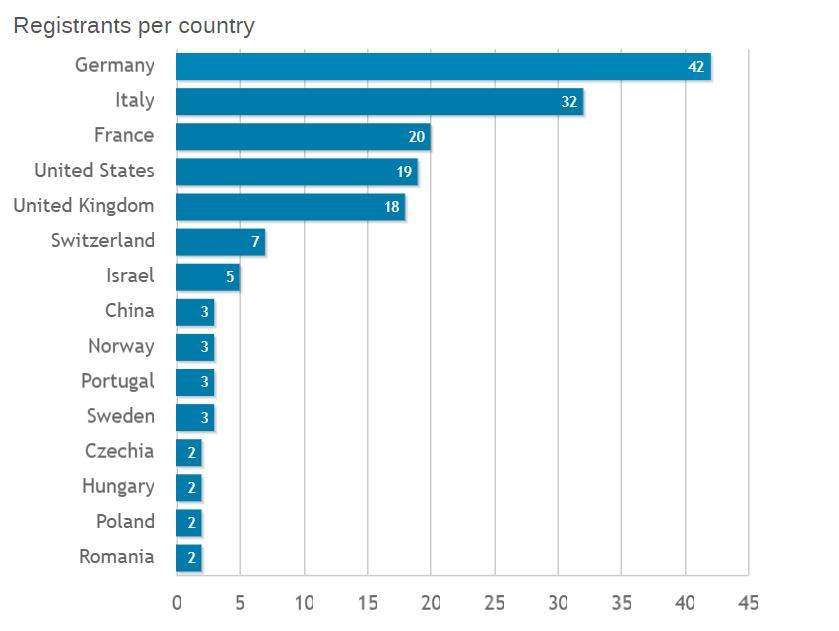 Registrants per country
Germany 42
Italy 32
France 20
United States 19
United Kingdom 18
Switzerland 7
Israel 5
China 3
Norway 3
Portugal 3
Sweden 3
Czechia 2
Hungary 2
Poland 2
Romania 2
0 5 10 15 20 25 30 35 40 45